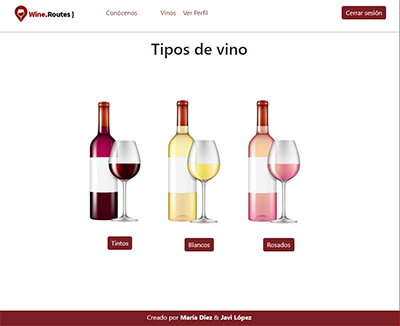 Wine.Routes }
Conócenos
Vinos
Ver Perfil
Cerrar sesión
Tipos de vino
Tintos
Blancos
Rosados
Creado por María Díez & Javi López